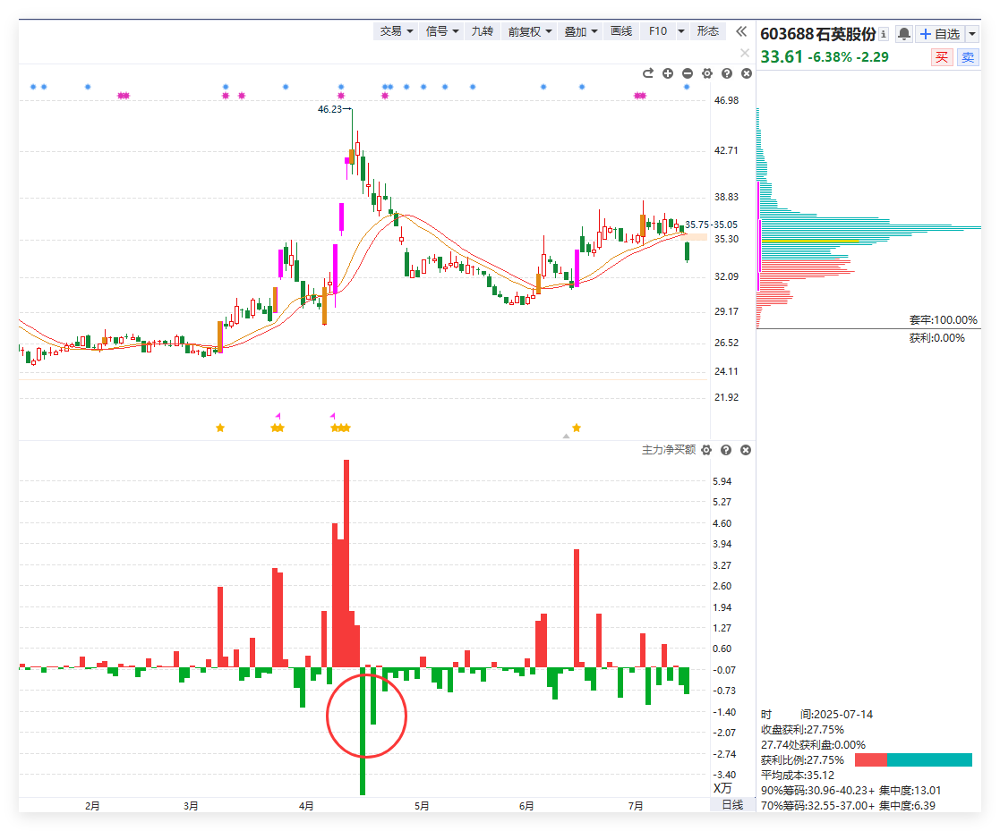 交易 信号 九转 前复权 叠加 画线 F10 形态
603688石英股份 自选
33.61 -6.38% -2.29 买 卖
46.98
46.23
42.71
38.83
35.75 35.05
35.30
32.09
29.17
套牢:100.00%
获利:0.00%
26.52
24.11
21.92
主力净买额
5.94
5.27
4.60
3.94
3.27
2.60
1.94
1.27
0.60
-0.07
-0.73
-1.40
-2.07
-2.74
-3.40
X万
时 间:2025-07-14
收盘获利:27.75%
27.74处获利盘:0.00%
获利比例:27.75%
平均成本:35.12
90%筹码:30.96-40.23+ 集中度:13.01
70%筹码:32.55-37.00+ 集中度:6.39
2月 3月 4月 5月 6月 7月 日线